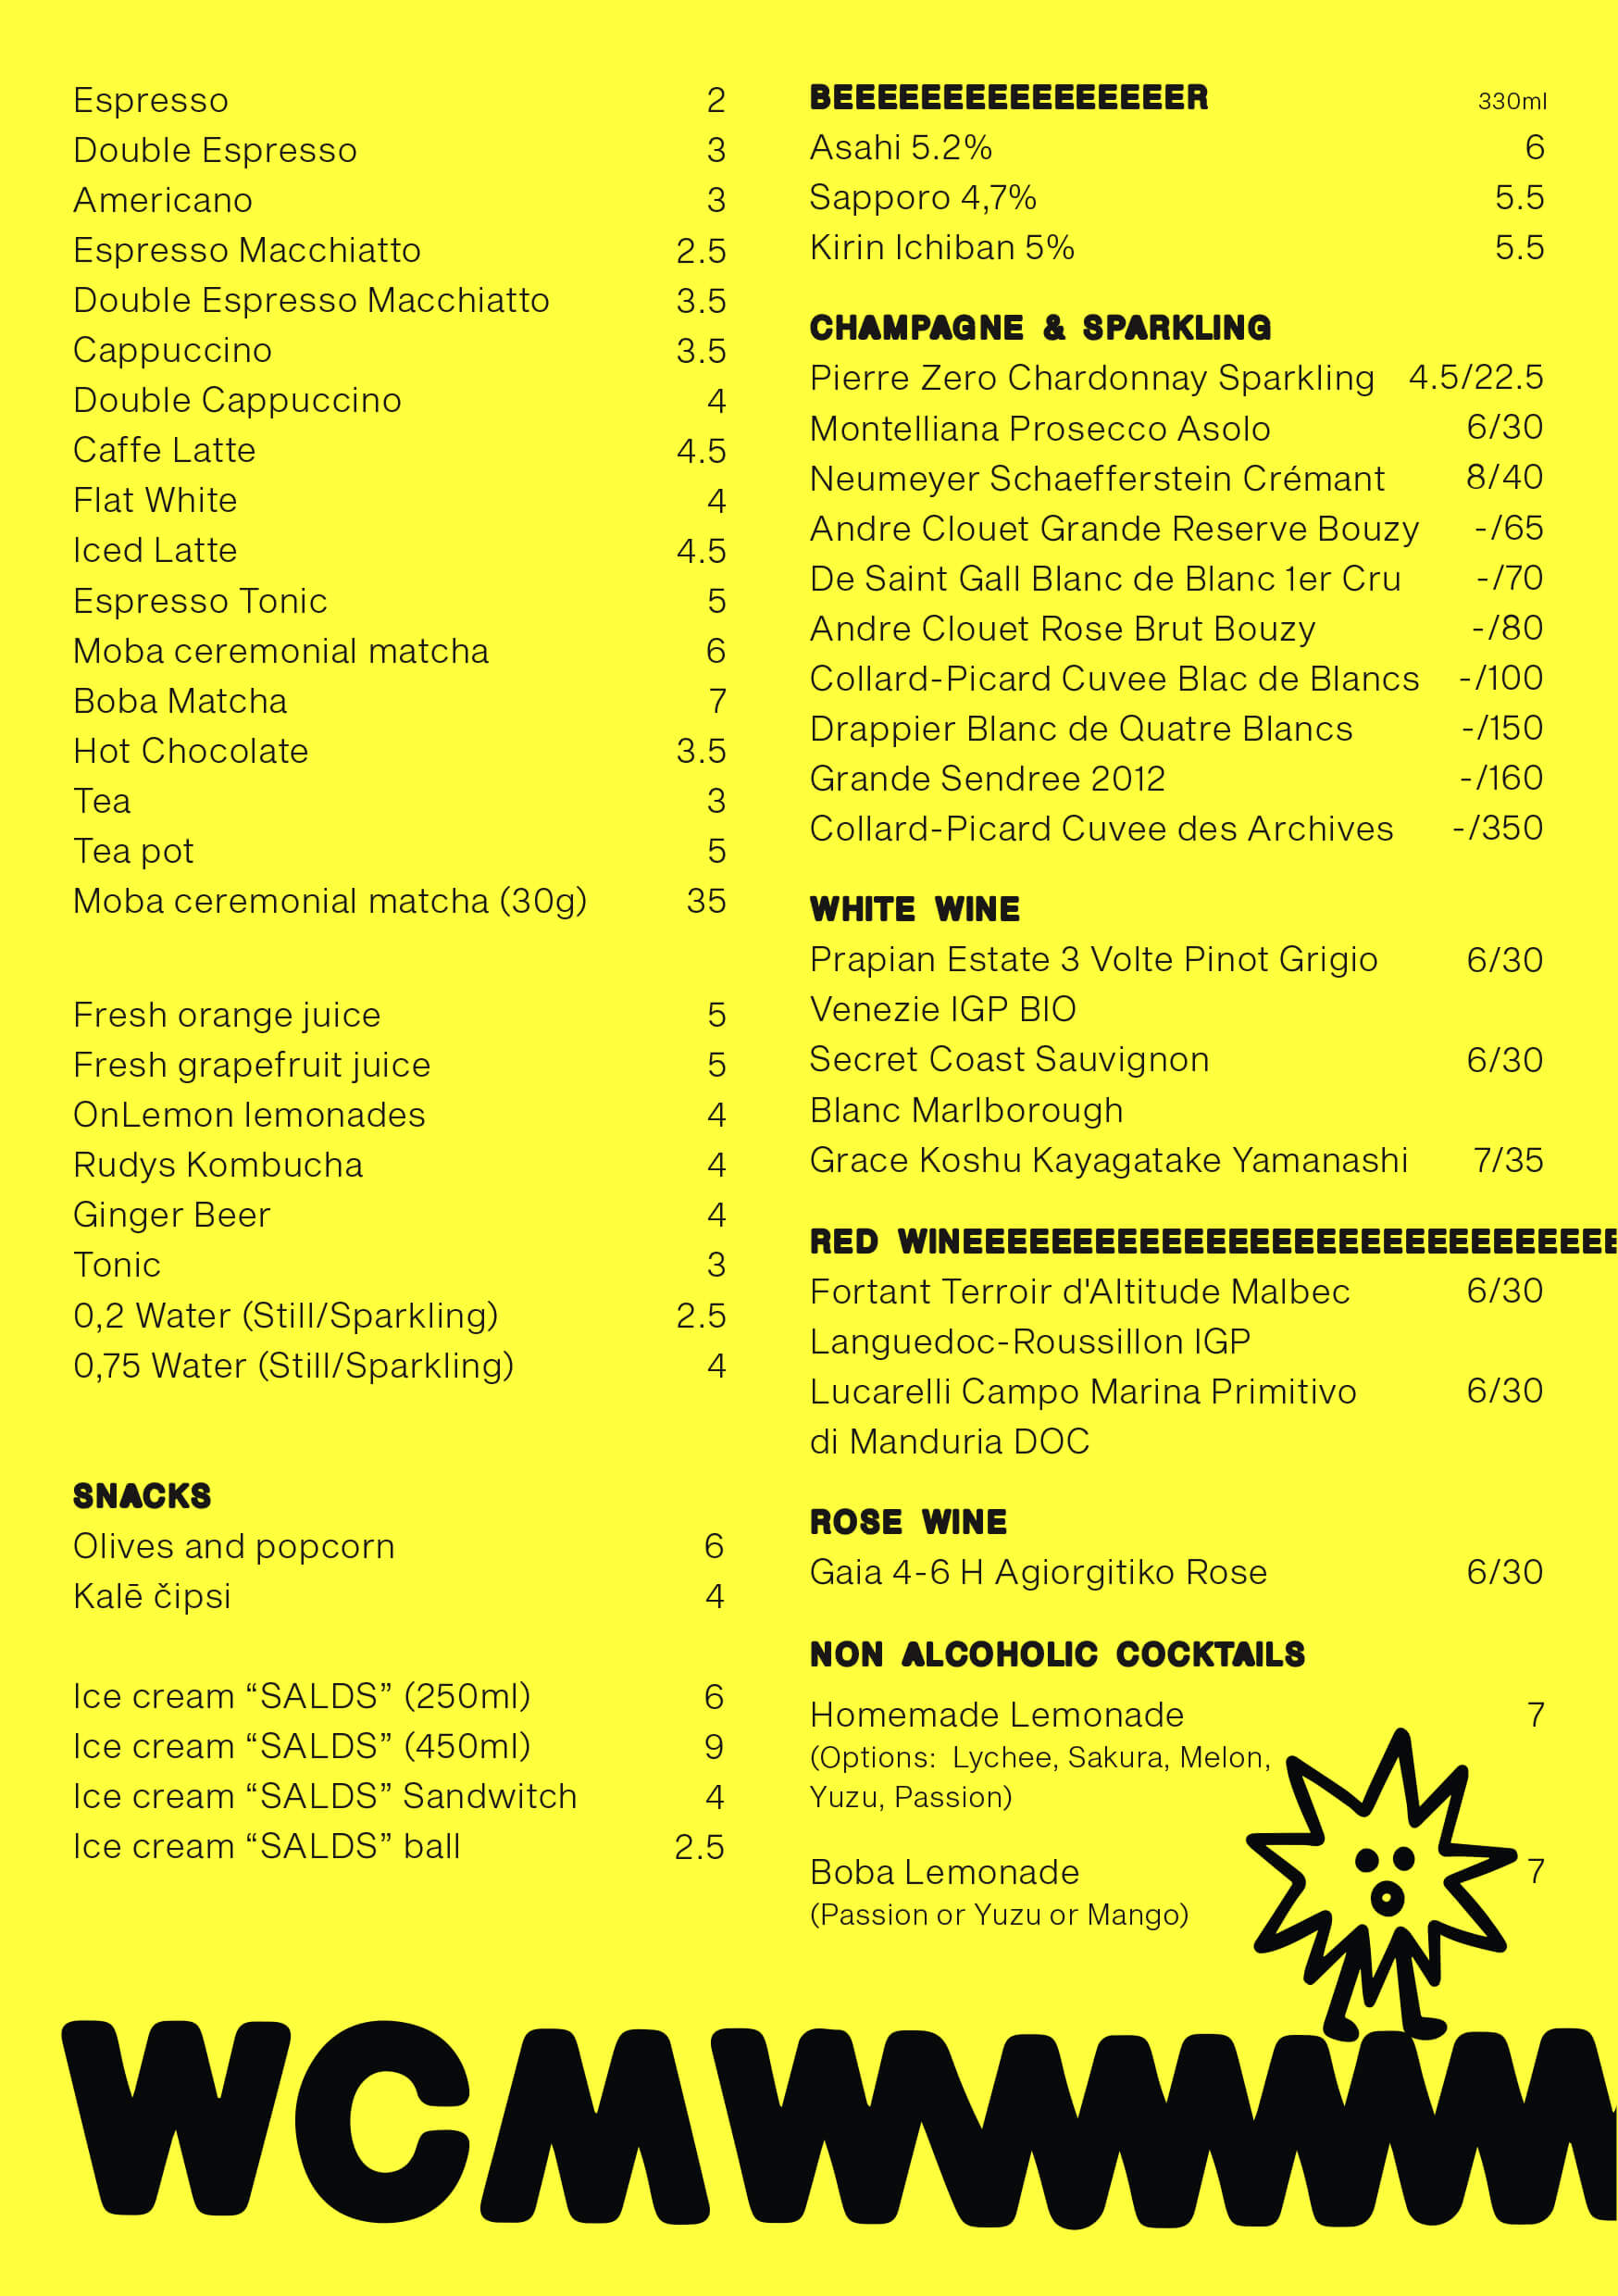 Espresso 2
Double Espresso 3
Americano 3
Espresso Macchiatto 2.5
Double Espresso Macchiatto 3.5
Cappuccino 3.5
Double Cappuccino 4
Caffe Latte 4.5
Flat White 4
Iced Latte 4.5
Espresso Tonic 5
Moba ceremonial matcha 6
Boba Matcha 7
Hot Chocolate 3.5
Tea 3
Tea pot 5
Moba ceremonial matcha (30g) 35
Fresh orange juice 5
Fresh grapefruit juice 5
OnLemon lemonades 4
Rudys Kombucha 4
Ginger Beer 4
Tonic 3
0,2 Water (Still/Sparkling) 2.5
0,75 Water (Still/Sparkling) 4
SNACKS
Olives and popcorn 6
Kalē čipsi 4
Ice cream “SALDS” (250ml) 6
Ice cream “SALDS” (450ml) 9
Ice cream “SALDS” Sandwitch 4
Ice cream “SALDS” ball 2.5
BEEEEEEEEEEEEEEEER 330ml
Asahi 5.2% 6
Sapporo 4,7% 5.5
Kirin Ichiban 5% 5.5
CHAMPAGNE & SPARKLING
Pierre Zero Chardonnay Sparkling 4.5/22.5
Montelliana Prosecco Asolo 6/30
Neumeyer Schaefferstein Crémant 8/40
Andre Clouet Grande Reserve Bouzy -/65
De Saint Gall Blanc de Blanc 1er Cru -/70
Andre Clouet Rose Brut Bouzy -/80
Collard-Picard Cuvee Blac de Blancs -/100
Drappier Blanc de Quatre Blancs -/150
Grande Sendree 2012 -/160
Collard-Picard Cuvee des Archives -/350
WHITE WINE
Prapian Estate 3 Volte Pinot Grigio 6/30
Venezie IGP BIO
Secret Coast Sauvignon 6/30
Blanc Marlborough
Grace Koshu Kayagatake Yamanashi 7/35
RED WINEEEEEEEEEEEEEEEEEEEEEEEEEEEEEE
Fortant Terroir d'Altitude Malbec 6/30
Languedoc-Roussillon IGP
Lucarelli Campo Marina Primitivo 6/30
di Manduria DOC
ROSE WINE
Gaia 4-6 H Agiorgitiko Rose 6/30
NON ALCOHOLIC COCKTAILS
Homemade Lemonade 7
(Options: Lychee, Sakura, Melon,
Yuzu, Passion)
Boba Lemonade 7
(Passion or Yuzu or Mango)
WCMWMMMMM